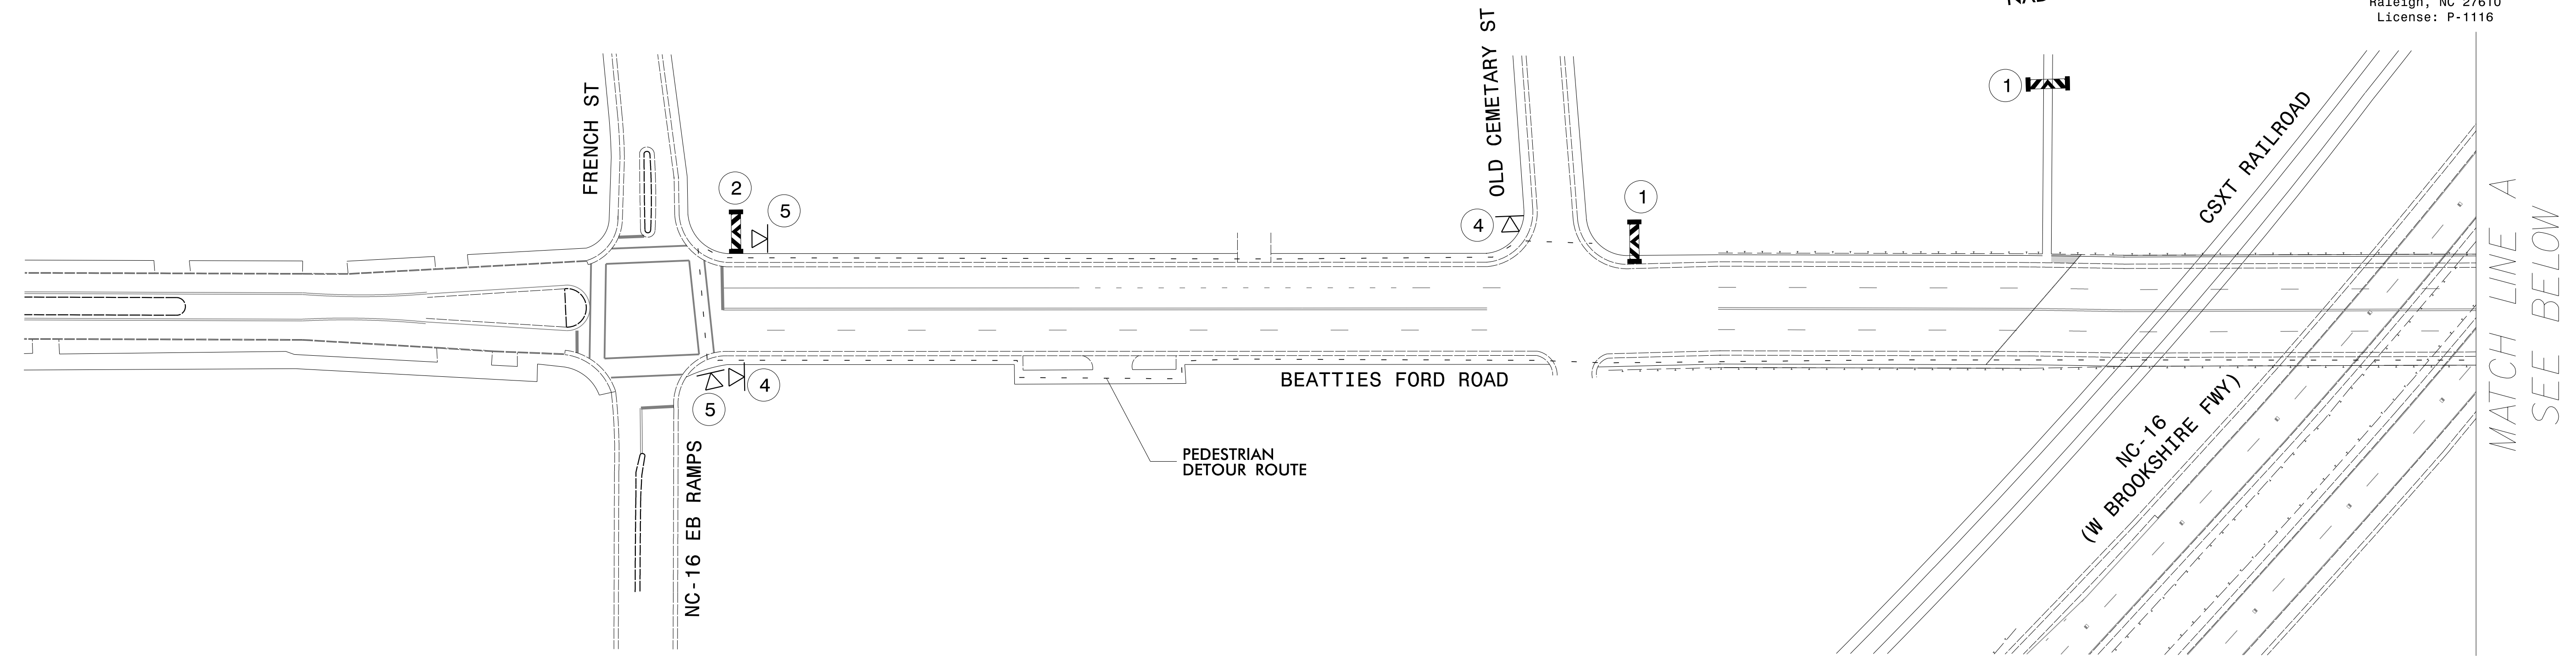 Raleigh, NC 27610
License: P-1116
FRENCH ST
OLD CEMETARY ST
1
CSXT RAILROAD
2
5
4
1
MATCH LINE A
SEE BELOW
BEATTIES FORD ROAD
4
5
NC-16 EB RAMPS
PEDESTRIAN
DETOUR ROUTE
NC-16
(W BROOKSHIRE FWY)